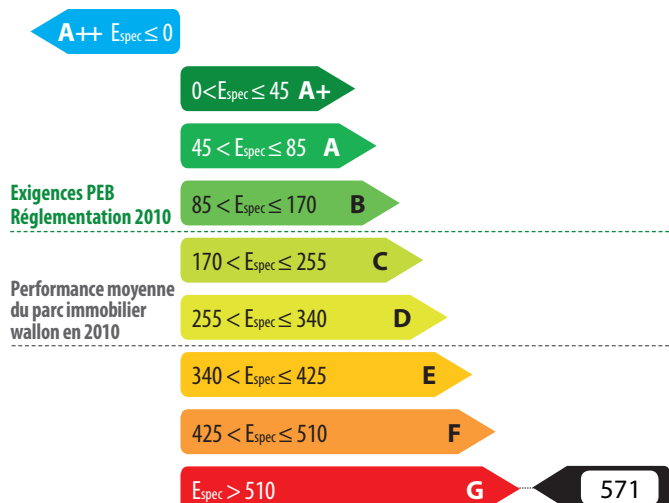 A++ Espec ≤ 0
0<Espec ≤ 45 A+
45 < Espec ≤ 85 A
Exigences PEB
Réglementation 2010
85 < Espec ≤ 170 B
170 < Espec ≤ 255 C
Performance moyenne
du parc immobilier
wallon en 2010
255 < Espec ≤ 340 D
340 < Espec ≤ 425 E
425 < Espec ≤ 510 F
Espec > 510 G 571